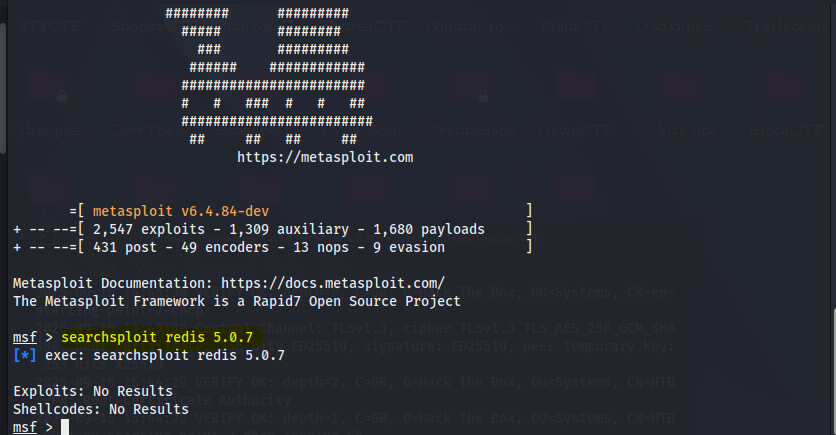 ########      #########
#####       ########
###       #########
######    ############
#######################
#   #   ###  #   #   ##
########################
##     ##   ##     ##
https://metasploit.com
=[ metasploit v6.4.84-dev                                ]
+ -- --=[ 2,547 exploits - 1,309 auxiliary - 1,680 payloads     ]
+ -- --=[ 431 post - 49 encoders - 13 nops - 9 evasion          ]
Metasploit Documentation: https://docs.metasploit.com/
The Metasploit Framework is a Rapid7 Open Source Project
msf > searchsploit redis 5.0.7
[*] exec: searchsploit redis 5.0.7
Exploits: No Results
Shellcodes: No Results
msf >